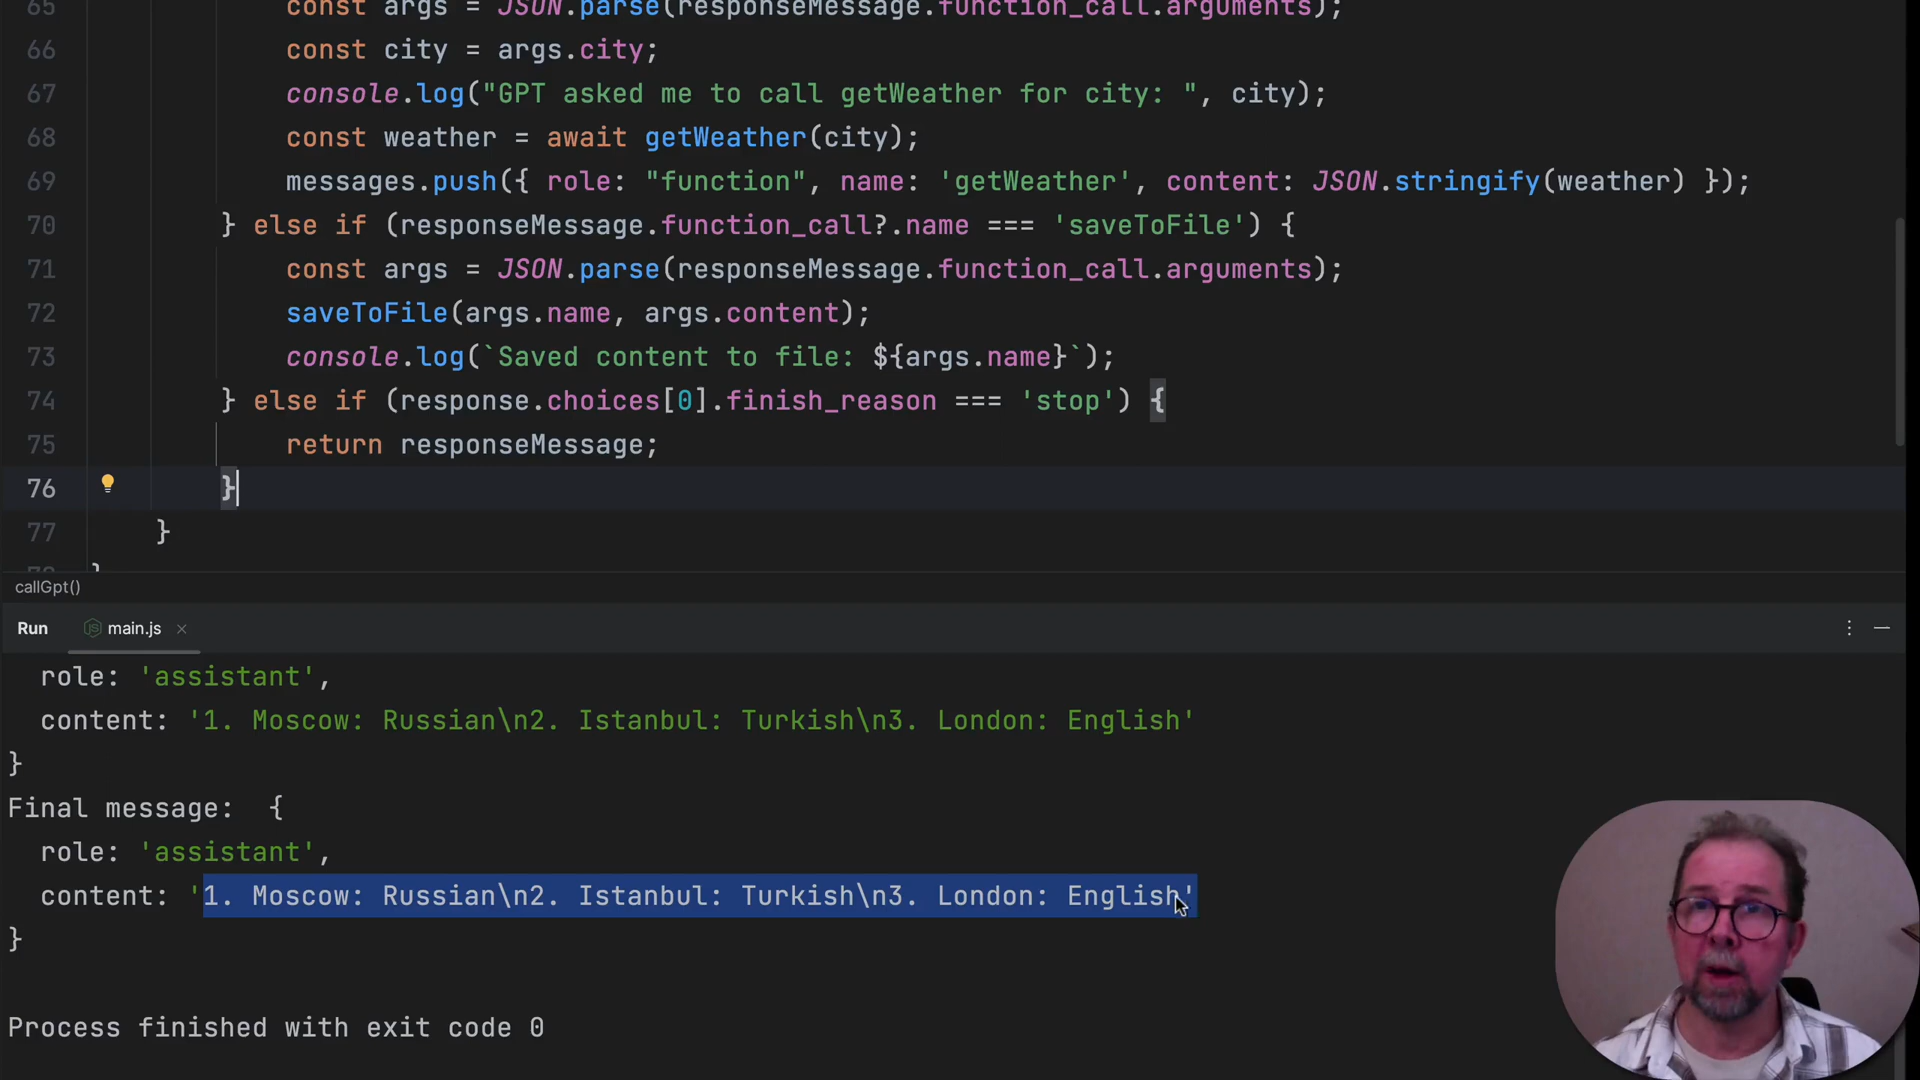 65 const args = JSON.parse(responseMessage.function_call.arguments);
66 const city = args.city;
67 console.log("GPT asked me to call getWeather for city: ", city);
68 const weather = await getWeather(city);
69 messages.push({ role: "function", name: 'getWeather', content: JSON.stringify(weather) });
70 } else if (responseMessage.function_call?.name === 'saveToFile') {
71 const args = JSON.parse(responseMessage.function_call.arguments);
72 saveToFile(args.name, args.content);
73 console.log(`Saved content to file: ${args.name}`);
74 } else if (response.choices[0].finish_reason === 'stop') {
75 return responseMessage;
76 }
77 }
callGpt()
Run main.js
role: 'assistant',
content: '1. Moscow: Russian\n2. Istanbul: Turkish\n3. London: English'
}
Final message: {
role: 'assistant',
content: '1. Moscow: Russian\n2. Istanbul: Turkish\n3. London: English'
}
Process finished with exit code 0